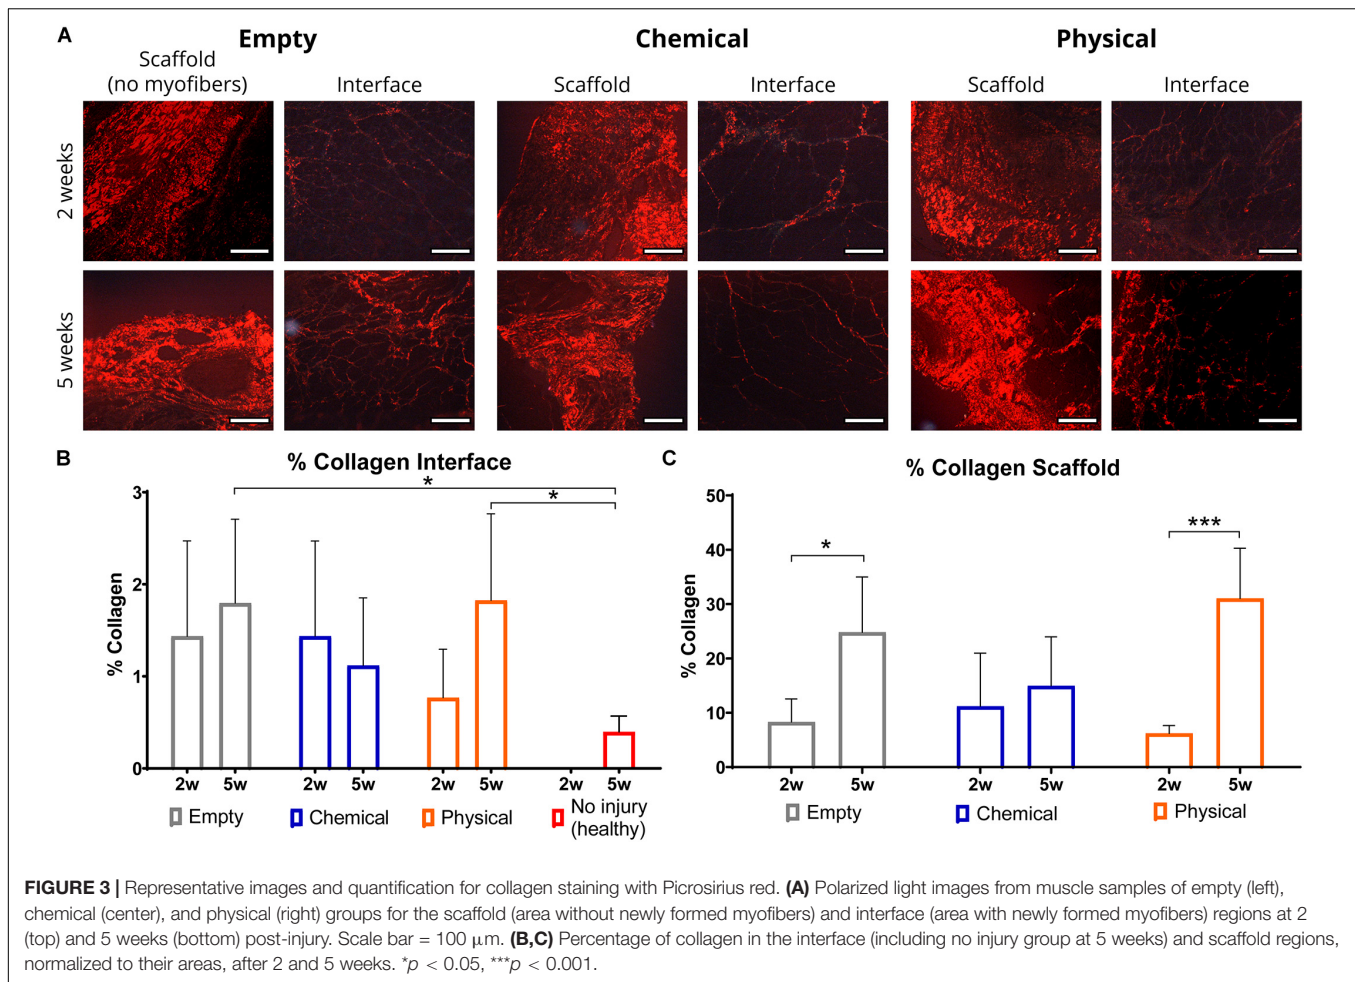 A
Empty
Chemical
Physical
Scaffold
(no myofibers)
Interface
Scaffold
Interface
Scaffold
Interface
2 weeks
5 weeks
B
% Collagen Interface
% Collagen
3
2
1
0
*
*
2w
5w
2w
5w
2w
5w
2w
5w
Empty
Chemical
Physical
No injury
(healthy)
C
% Collagen Scaffold
% Collagen
50
40
30
20
10
0
*
***
2w
5w
2w
5w
2w
5w
Empty
Chemical
Physical
FIGURE 3 | Representative images and quantification for collagen staining with Picrosirius red. (A) Polarized light images from muscle samples of empty (left),
chemical (center), and physical (right) groups for the scaffold (area without newly formed myofibers) and interface (area with newly formed myofibers) regions at 2
(top) and 5 weeks (bottom) post-injury. Scale bar = 100 μm. (B,C) Percentage of collagen in the interface (including no injury group at 5 weeks) and scaffold regions,
normalized to their areas, after 2 and 5 weeks. *p < 0.05, ***p < 0.001.